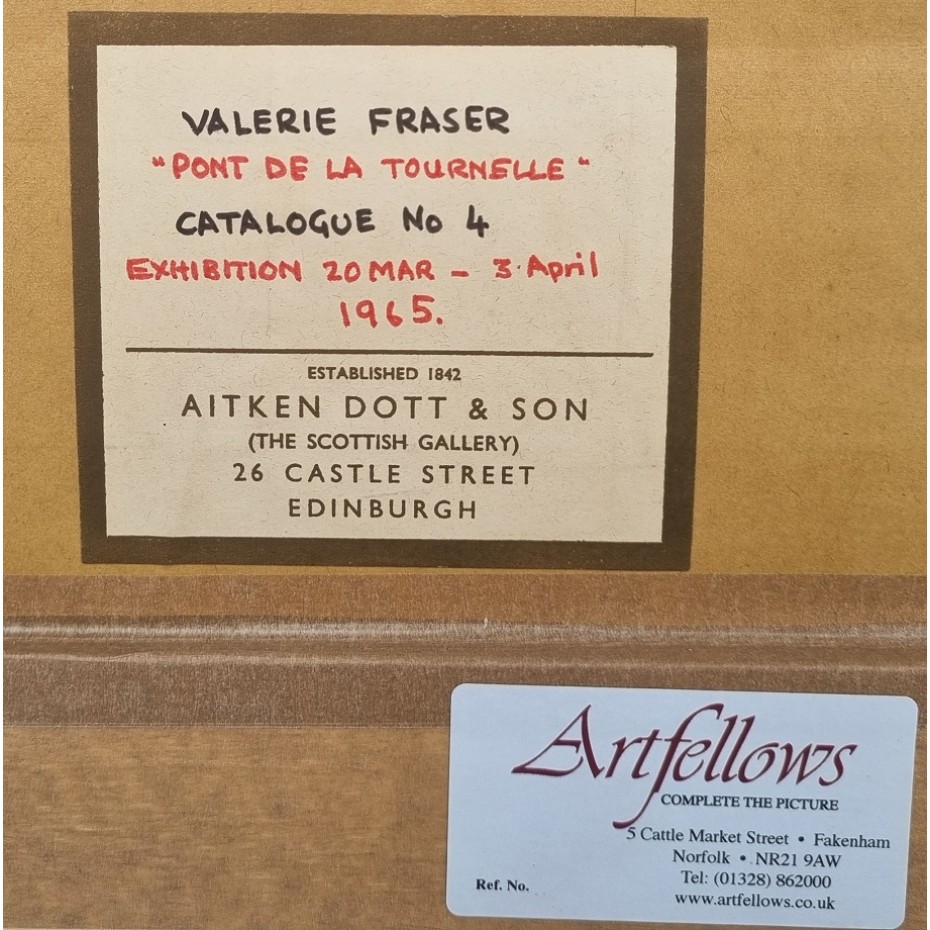 VALERIE FRASER
"PONT DE LA TOURNELLE"
CATALOGUE No 4
EXHIBITION 20 MAR - 3. April
1965.
ESTABLISHED 1842
AITKEN DOTT & SON
(THE SCOTTISH GALLERY)
26 CASTLE STREET
EDINBURGH
Artfellows
COMPLETE THE PICTURE
5 Cattle Market Street • Fakenham
Norfolk • NR21 9AW
Tel: (01328) 862000
Ref. No.
www.artfellows.co.uk